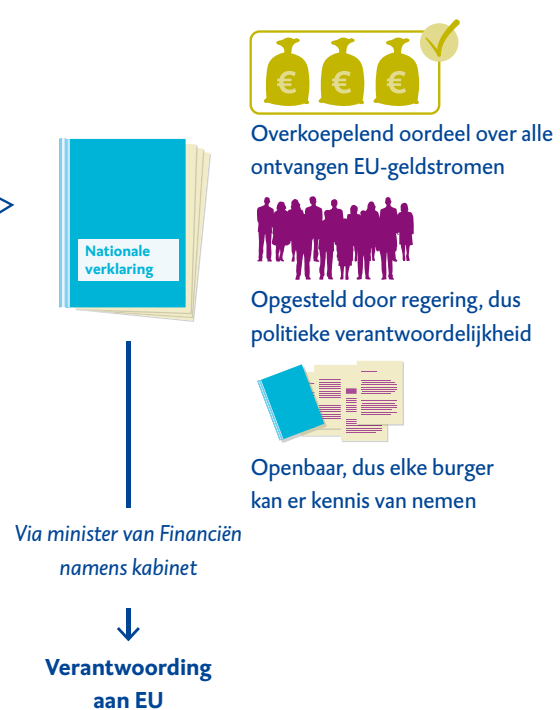 Nationale
verklaring
€ € €
Overkoepelend oordeel over alle
ontvangen EU-geldstromen
Opgesteld door regering, dus
politieke verantwoordelijkheid
Openbaar, dus elke burger
kan er kennis van nemen
Via minister van Financiën
namens kabinet
Verantwoording
aan EU